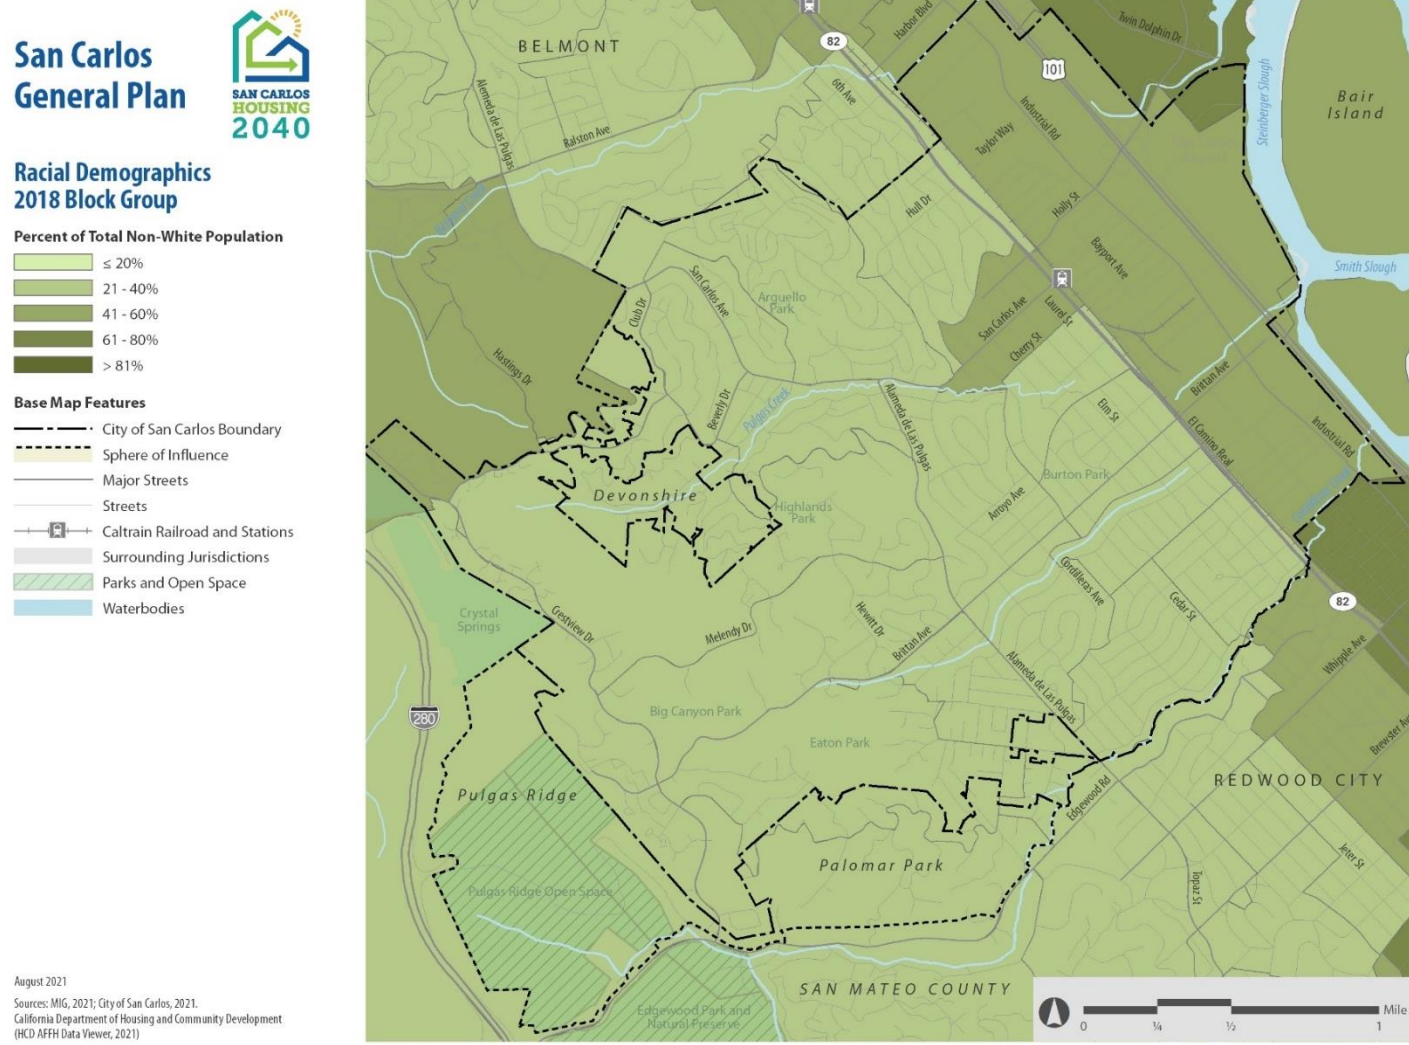 San Carlos
General Plan
SAN CARLOS
HOUSING
2040
Racial Demographics
2018 Block Group
Percent of Total Non-White Population
≤ 20%
21 - 40%
41 - 60%
61 - 80%
> 81%
Base Map Features
City of San Carlos Boundary
Sphere of Influence
Major Streets
Streets
Caltrain Railroad and Stations
Surrounding Jurisdictions
Parks and Open Space
Waterbodies
August 2021
Sources: MIG, 2021; City of San Carlos, 2021.
California Department of Housing and Community Development
(HCD AFFH Data Viewer, 2021)
BELMONT
82
Harbor Blvd
Twin Dolphin Dr
101
Alameda de Las Pulgas
Ralston Ave
6th Ave
Taylor Way
Industrial Rd
Steinberger Slough
Bair
Island
Hull Dr
Holly St
Bayport Ave
Smith Slough
Club Dr
San Carlos Ave
Arguello
Park
San Carlos Ave
Laurel St
Cherry St
Hastings Dr
Beverly Dr
Pulgas Creek
Alameda de Las Pulgas
Elm St
Brittan Ave
El Camino Real
Industrial Rd
Devonshire
Highlands
Park
Arroyo Ave
Burton Park
Crystal
Springs
Crestview Dr
Melendy Dr
Hewitt Dr
Brittan Ave
Cordilleras Ave
Cedar St
82
Whipple Ave
Alameda de Las Pulgas
280
Big Canyon Park
Eaton Park
Brewster Av
REDWOOD CITY
Edgewood Rd
Pulgas Ridge
Palomar Park
Jeter St
Topaz St
Pulgas Ridge Open Space
SAN MATEO COUNTY
Edgewood Park and
Natural Preserve
Mile
0 ¼ ½ 1